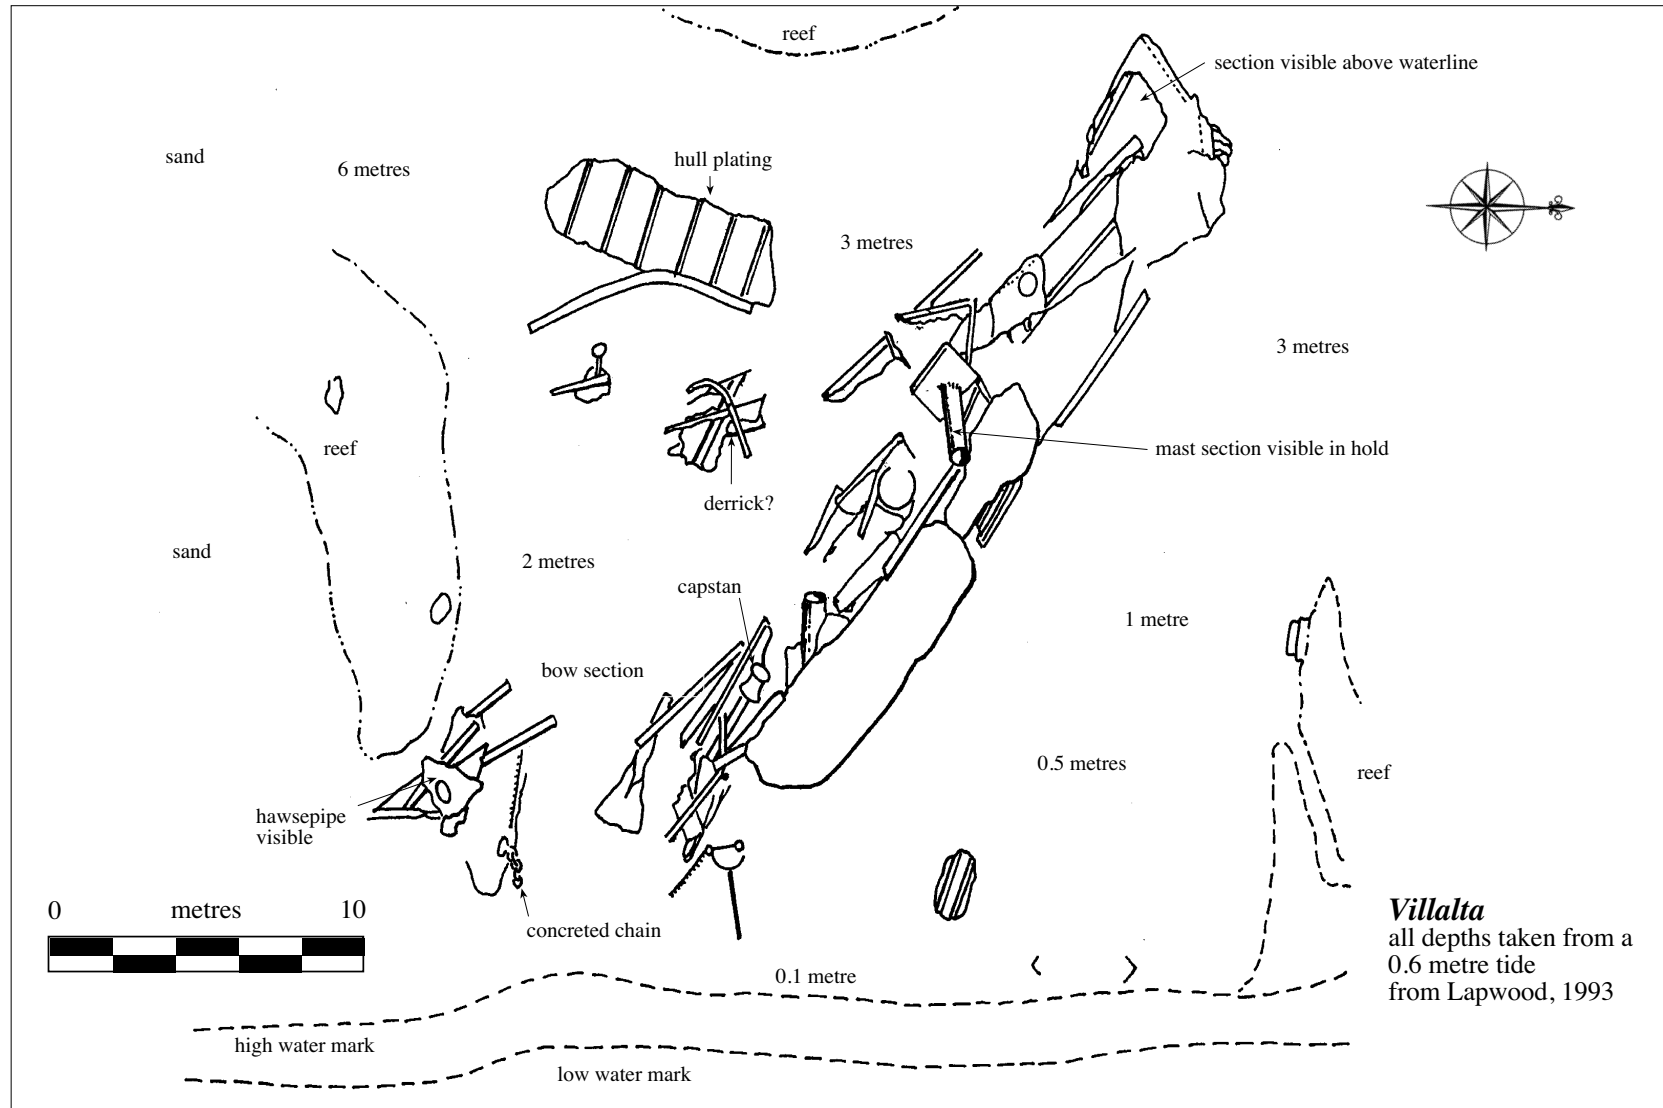 reef
section visible above waterline
sand
6 metres
hull plating
3 metres
3 metres
reef
mast section visible in hold
derrick?
sand
2 metres
capstan
1 metre
bow section
0.5 metres
reef
hawsepipe
visible
0 metres 10
concreted chain
Villalta
all depths taken from a
0.6 metre tide
from Lapwood, 1993
0.1 metre
high water mark
low water mark